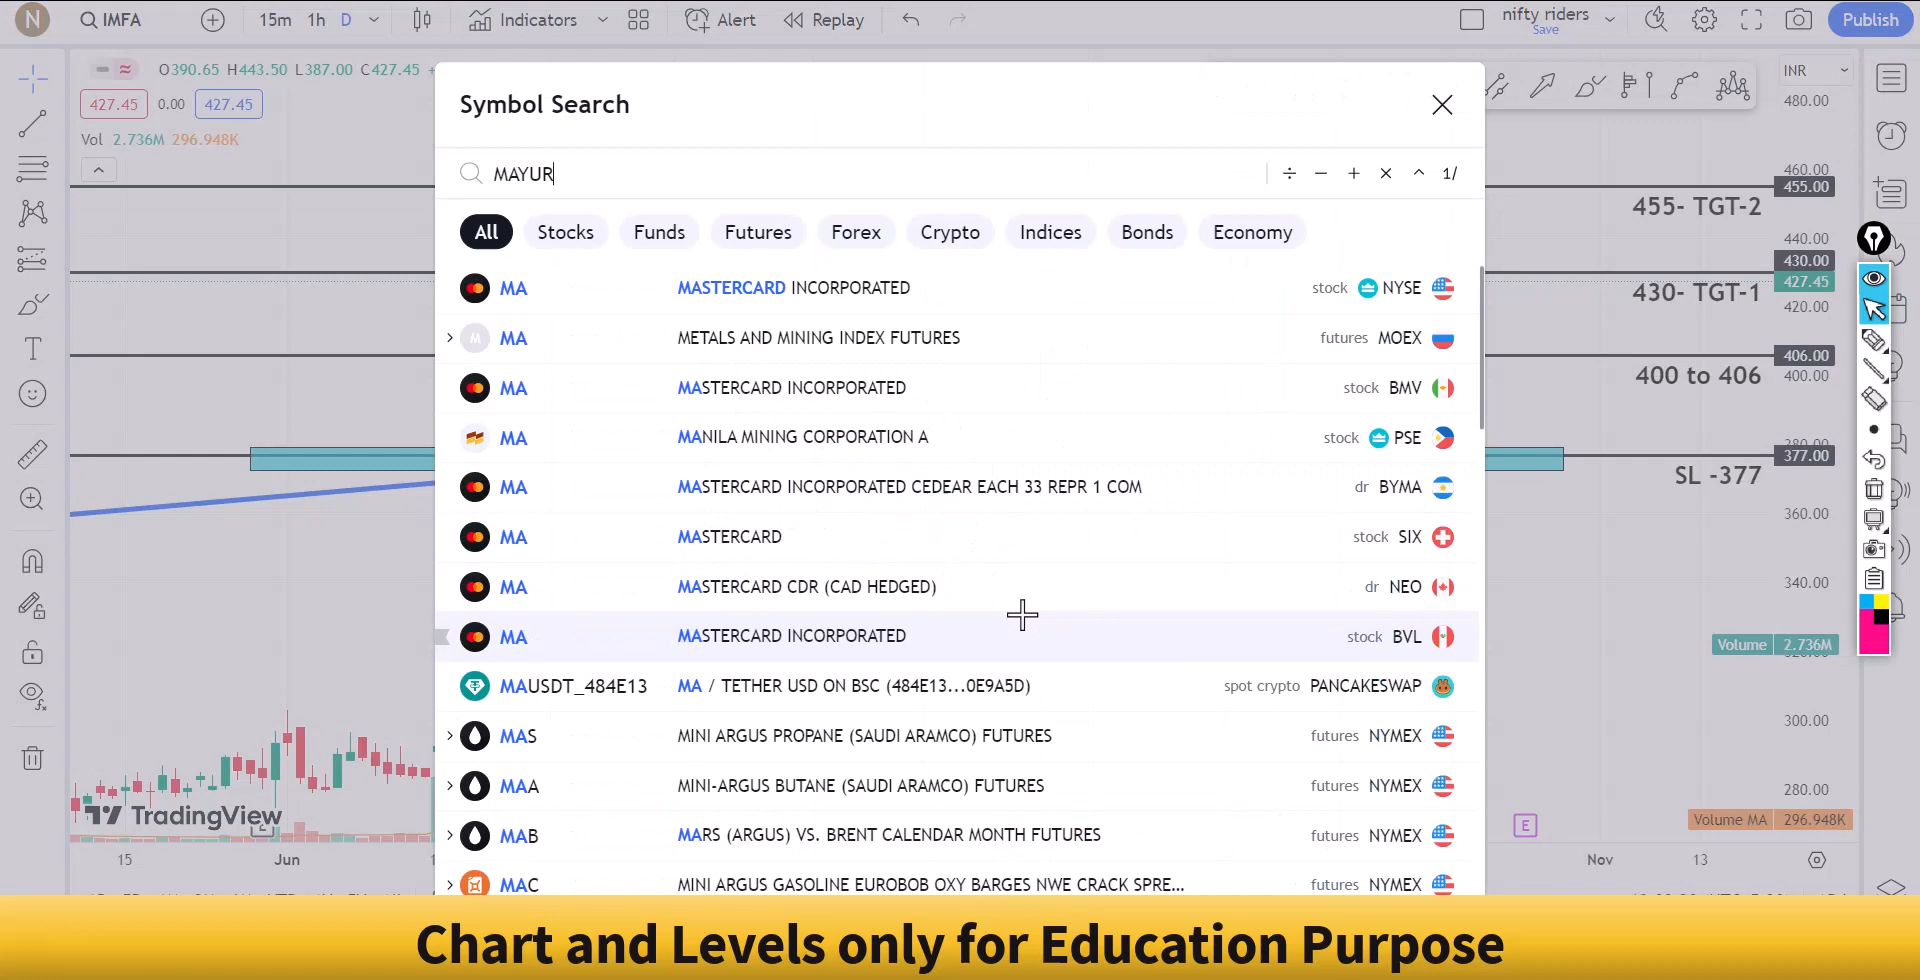 N IMFA 15m 1h D Indicators Alert Replay nifty riders Save Publish
O390.65 H443.50 L387.00 C427.45
427.45 0.00 427.45
Vol 2.736M 296.948K
Symbol Search
MAYUR 1/
All Stocks Funds Futures Forex Crypto Indices Bonds Economy
MA MASTERCARD INCORPORATED stock NYSE
M MA METALS AND MINING INDEX FUTURES futures MOEX
MA MASTERCARD INCORPORATED stock BMV
MA MANILA MINING CORPORATION A stock PSE
MA MASTERCARD INCORPORATED CEDEAR EACH 33 REPR 1 COM dr BYMA
MA MASTERCARD stock SIX
MA MASTERCARD CDR (CAD HEDGED) dr NEO
MA MASTERCARD INCORPORATED stock BVL
MAUSDT_484E13 MA / TETHER USD ON BSC (484E13...0E9A5D) spot crypto PANCAKESWAP
MAS MINI ARGUS PROPANE (SAUDI ARAMCO) FUTURES futures NYMEX
MAA MINI-ARGUS BUTANE (SAUDI ARAMCO) FUTURES futures NYMEX
MAB MARS (ARGUS) VS. BRENT CALENDAR MONTH FUTURES futures NYMEX
MAC MINI ARGUS GASOLINE EUROBOB OXY BARGES NWE CRACK SPRE... futures NYMEX
INR
480.00
460.00
455.00
455- TGT-2
440.00
430.00
427.45
430- TGT-1
420.00
406.00
400 to 406
400.00
377.00
SL -377
360.00
340.00
Volume 2.736M
300.00
280.00
Volume MA 296.948K
E
TradingView
15 Jun Nov 13
Chart and Levels only for Education Purpose